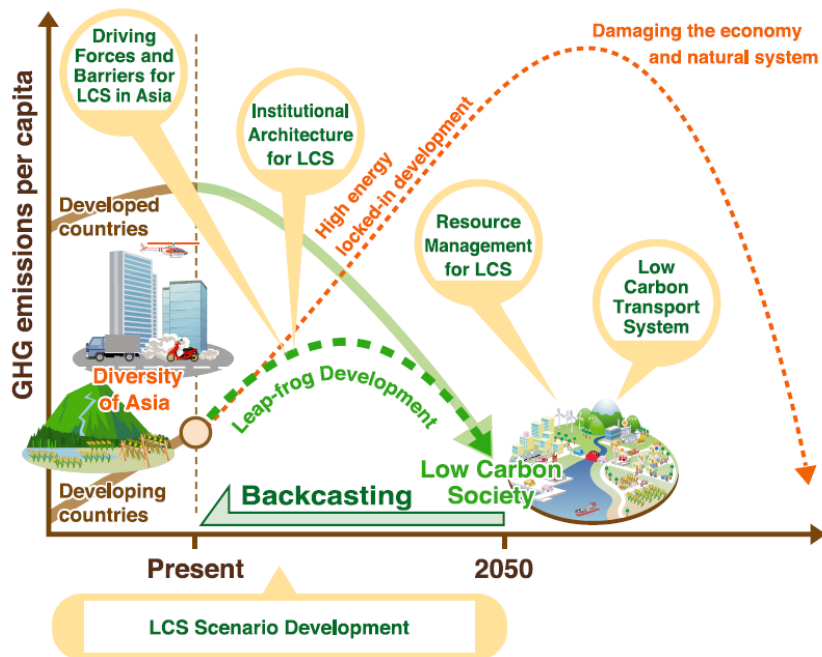 Damaging the economy
and natural system
Driving
Forces and
Barriers for
LCS in Asia
Institutional
Architecture
for LCS
High energy
locked-in development
GHG emissions per capita
Developed
countries
Resource
Management
for LCS
Low
Carbon
Transport
System
Diversity
of Asia
Leap-frog Development
Low Carbon
Society
Developing
countries
Backcasting
Present
2050
LCS Scenario Development